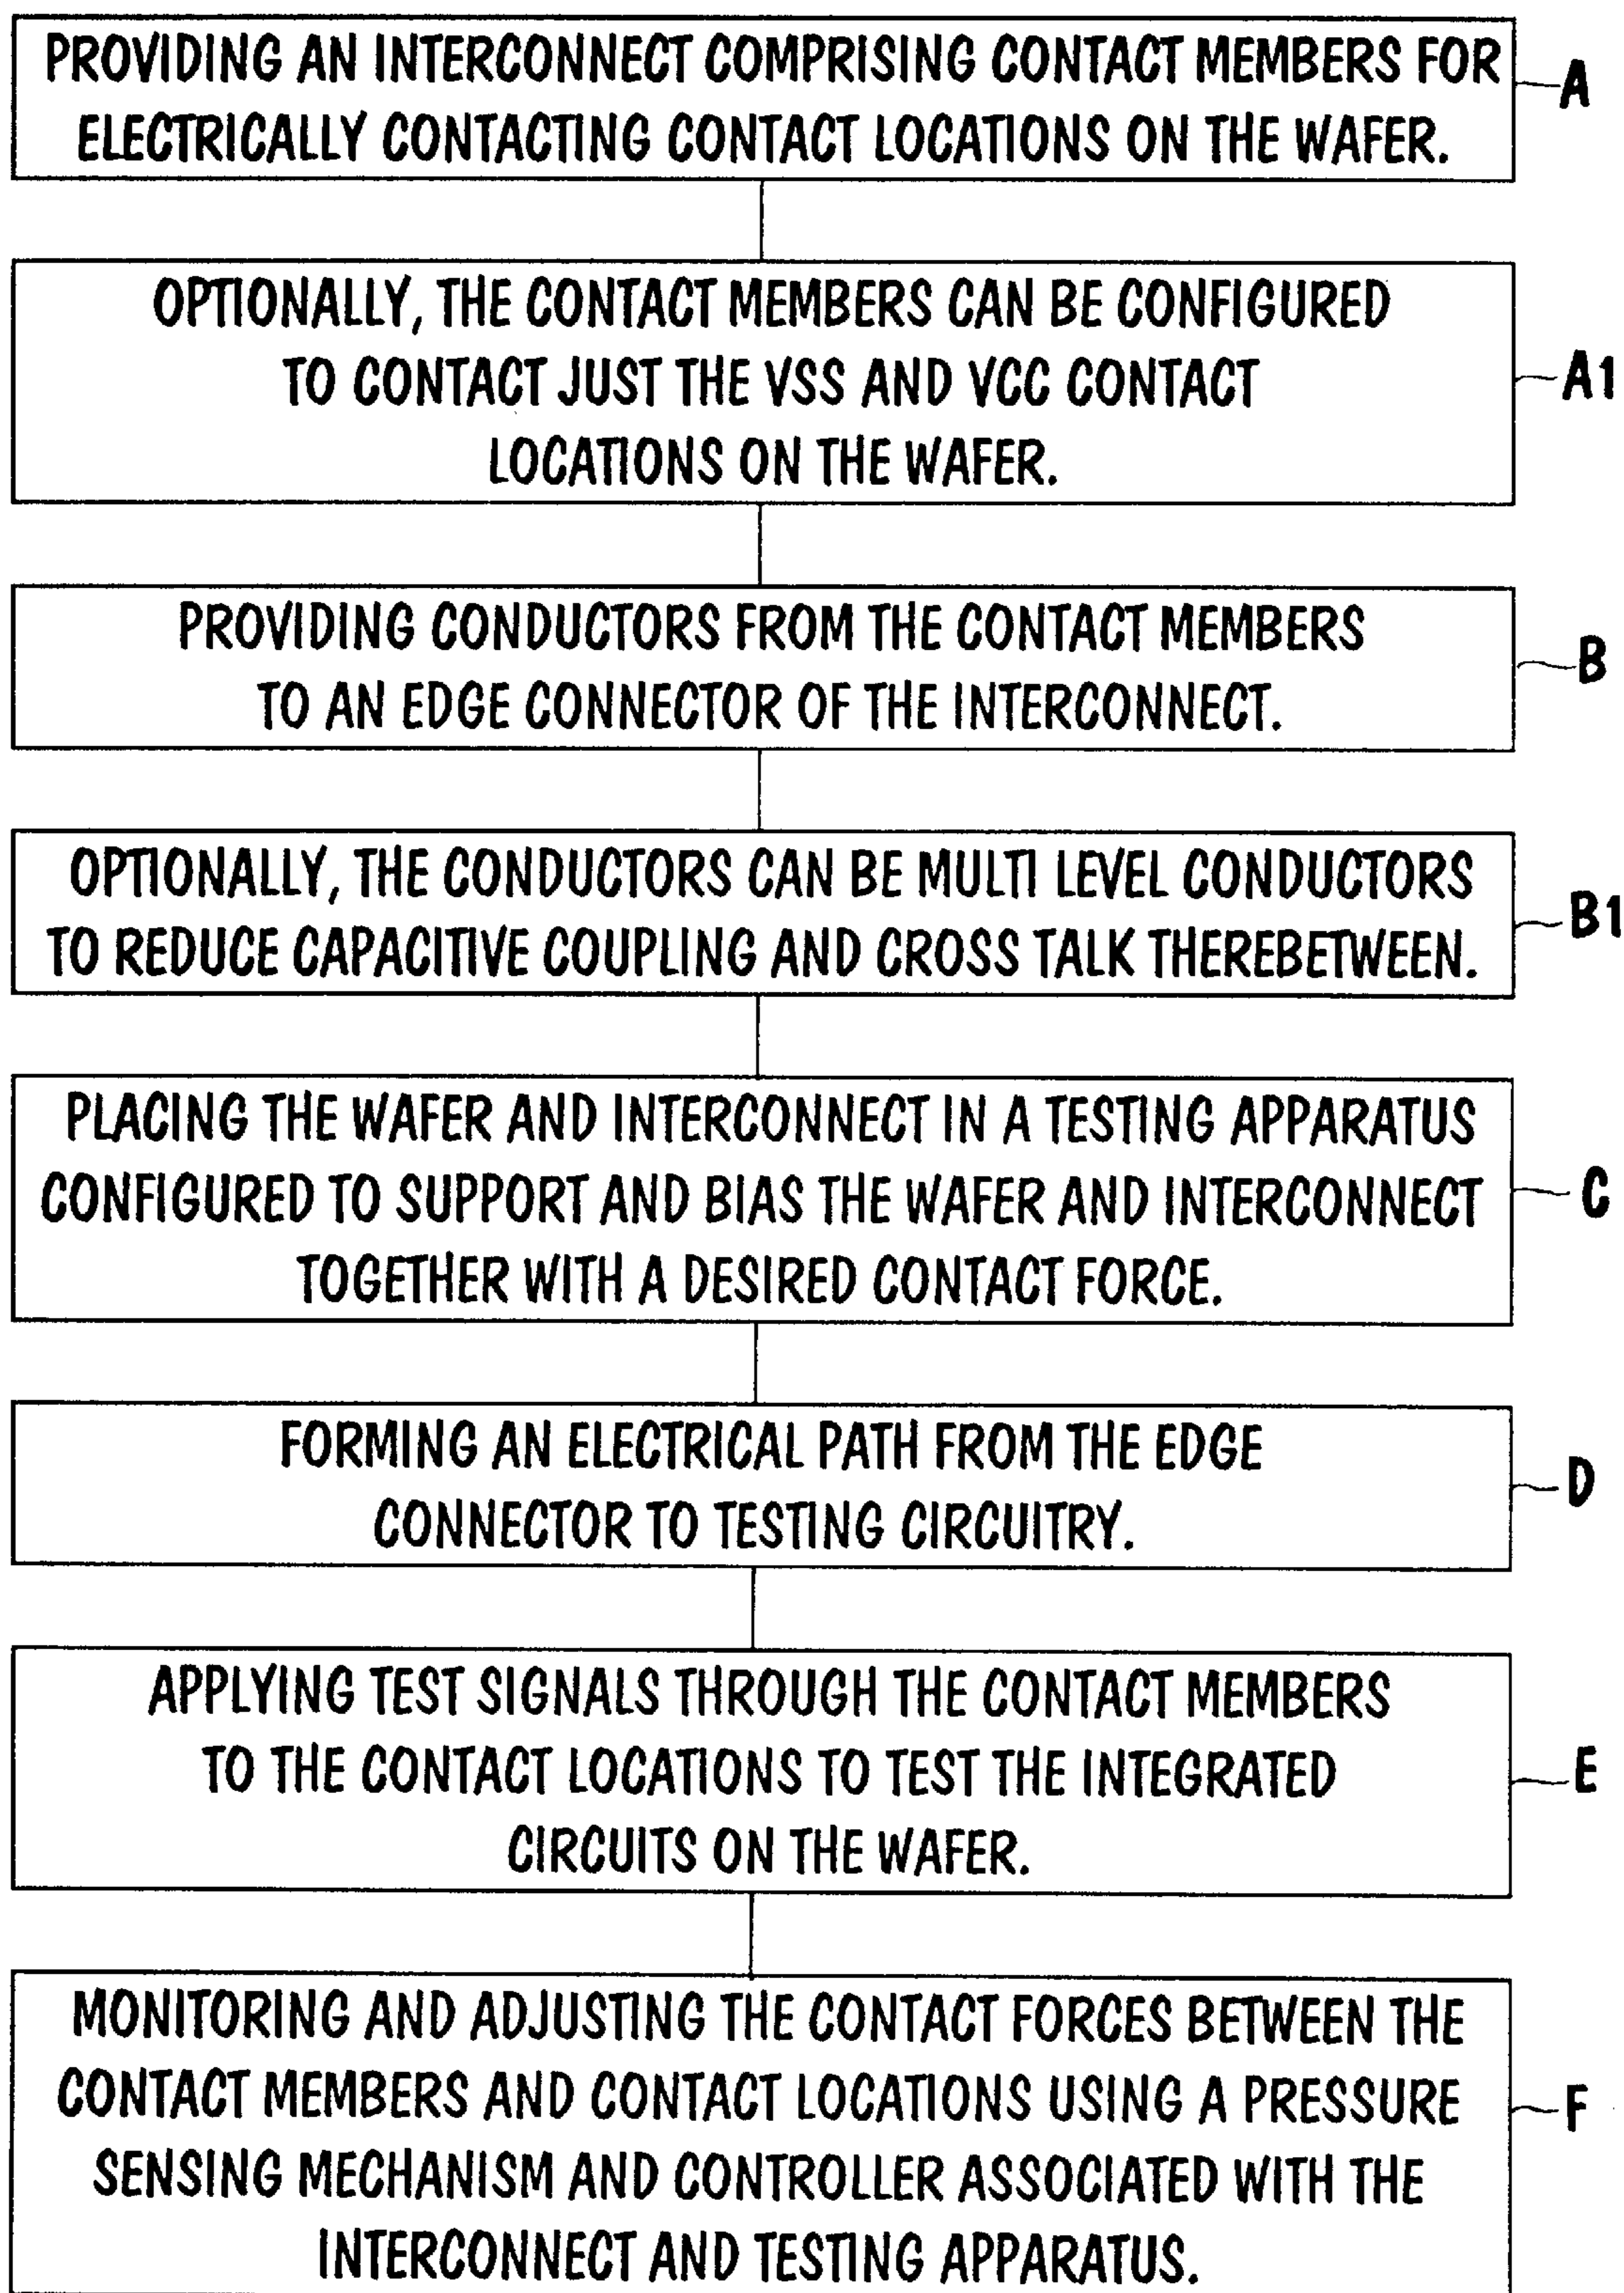 PROVIDING AN INTERCONNECT COMPRISING CONTACT MEMBERS FOR
ELECTRICALLY CONTACTING CONTACT LOCATIONS ON THE WAFER.
A
OPTIONALLY, THE CONTACT MEMBERS CAN BE CONFIGURED
TO CONTACT JUST THE VSS AND VCC CONTACT
LOCATIONS ON THE WAFER.
A1
PROVIDING CONDUCTORS FROM THE CONTACT MEMBERS
TO AN EDGE CONNECTOR OF THE INTERCONNECT.
B
OPTIONALLY, THE CONDUCTORS CAN BE MULTI LEVEL CONDUCTORS
TO REDUCE CAPACITIVE COUPLING AND CROSS TALK THEREBETWEEN.
B1
PLACING THE WAFER AND INTERCONNECT IN A TESTING APPARATUS
CONFIGURED TO SUPPORT AND BIAS THE WAFER AND INTERCONNECT
TOGETHER WITH A DESIRED CONTACT FORCE.
C
FORMING AN ELECTRICAL PATH FROM THE EDGE
CONNECTOR TO TESTING CIRCUITRY.
D
APPLYING TEST SIGNALS THROUGH THE CONTACT MEMBERS
TO THE CONTACT LOCATIONS TO TEST THE INTEGRATED
CIRCUITS ON THE WAFER.
E
MONITORING AND ADJUSTING THE CONTACT FORCES BETWEEN THE
CONTACT MEMBERS AND CONTACT LOCATIONS USING A PRESSURE
SENSING MECHANISM AND CONTROLLER ASSOCIATED WITH THE
INTERCONNECT AND TESTING APPARATUS.
F